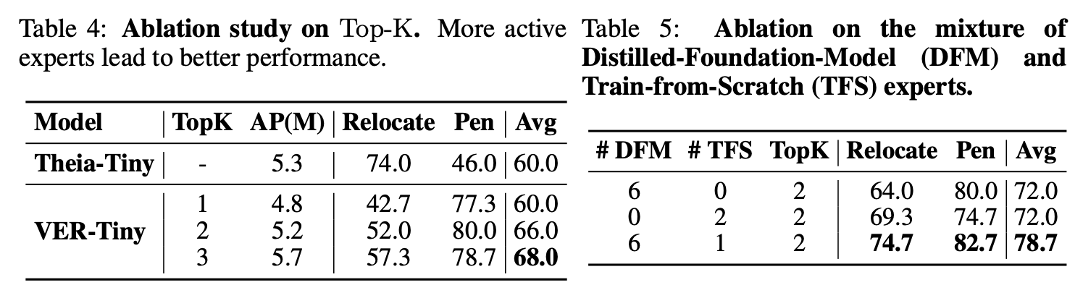 Table 4: Ablation study on Top-K. More active
experts lead to better performance.
Model TopK AP(M) Relocate Pen Avg
Theia-Tiny - 5.3 74.0 46.0 60.0
1 4.8 42.7 77.3 60.0
VER-Tiny 2 5.2 52.0 80.0 66.0
3 5.7 57.3 78.7 68.0
Table 5: Ablation on the mixture of
Distilled-Foundation-Model (DFM) and
Train-from-Scratch (TFS) experts.
# DFM # TFS TopK Relocate Pen Avg
6 0 2 64.0 80.0 72.0
0 2 2 69.3 74.7 72.0
6 1 2 74.7 82.7 78.7